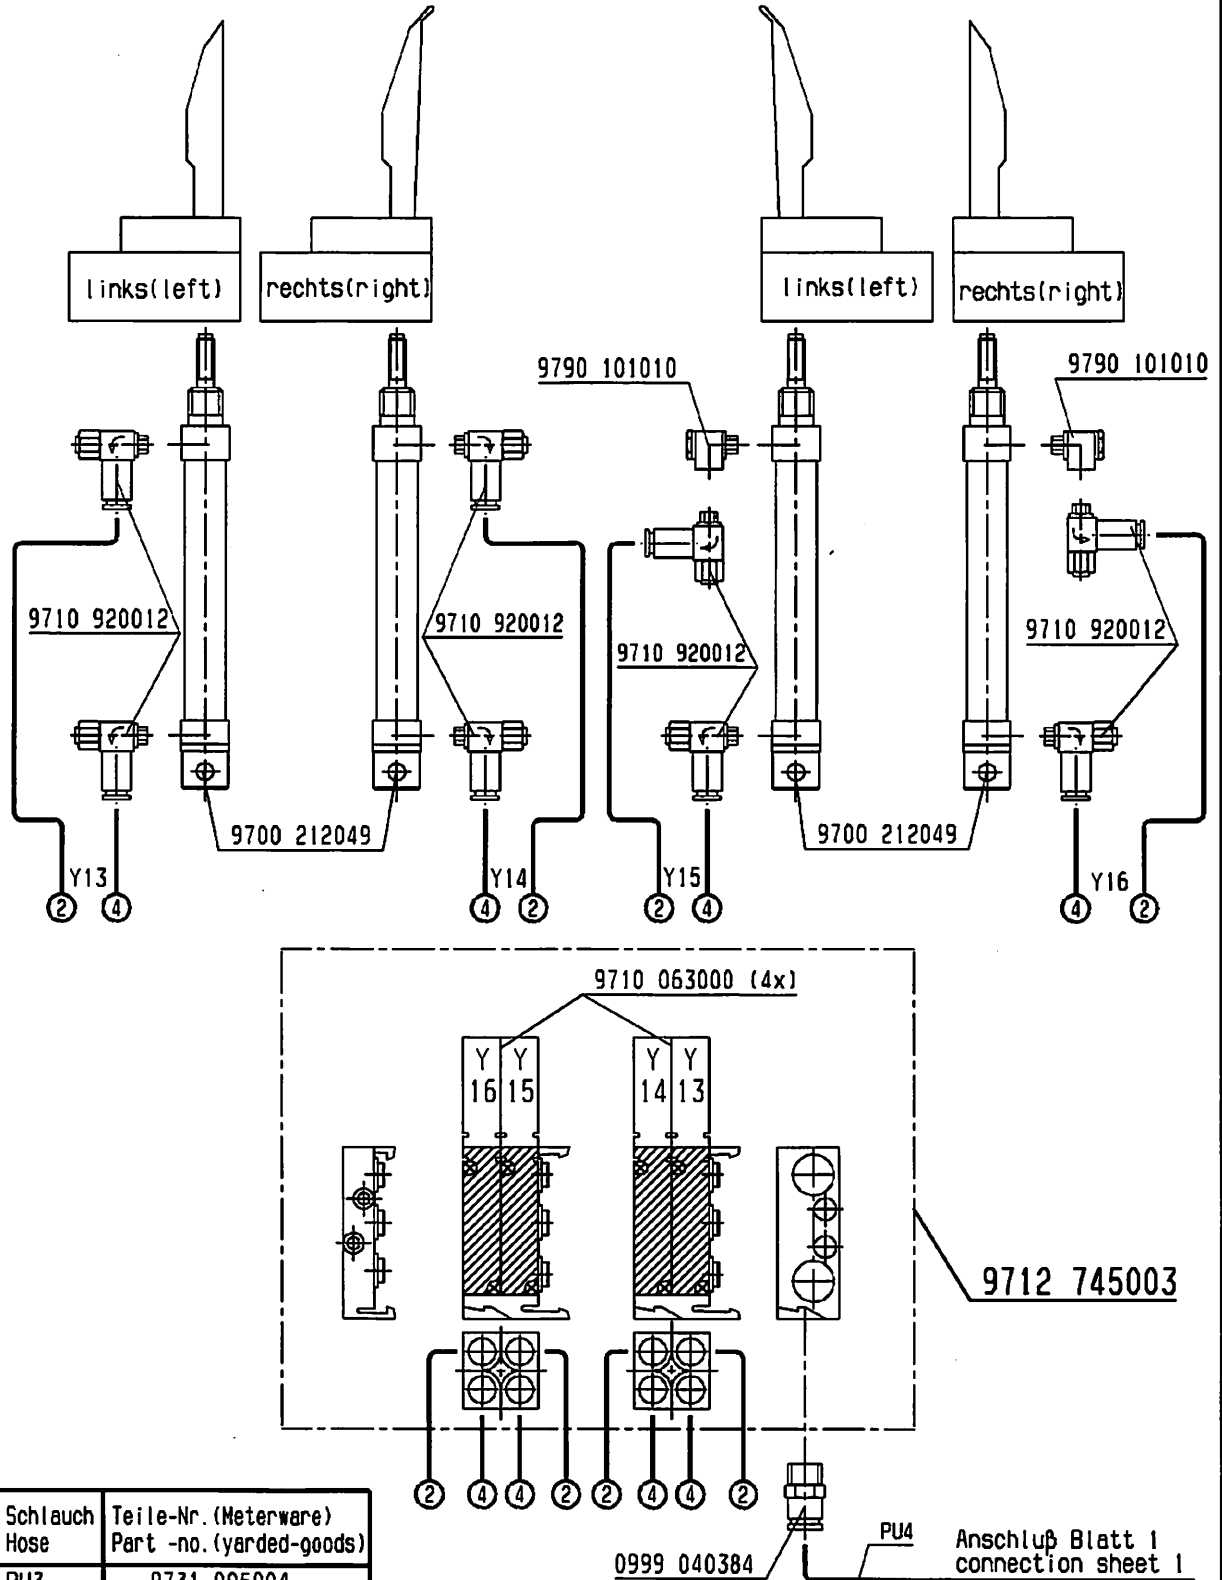 links(left)
rechts(right)
links(left)
rechts(right)
9790 101010
9790 101010
9710 920012
9710 920012
9710 920012
9710 920012
9700 212049
9700 212049
Y13
Y14
Y15
Y16
2
4
4
2
2
4
4
2
9710 063000 (4x)
Y
16
Y
15
Y
14
Y
13
9712 745003
2
4
4
2
2
4
4
2
Schlauch
Hose
Teile-Nr.(Meterware)
Part -no.(yarded-goods)
0999 040384
PU4
Anschluß Blatt 1
connection sheet 1